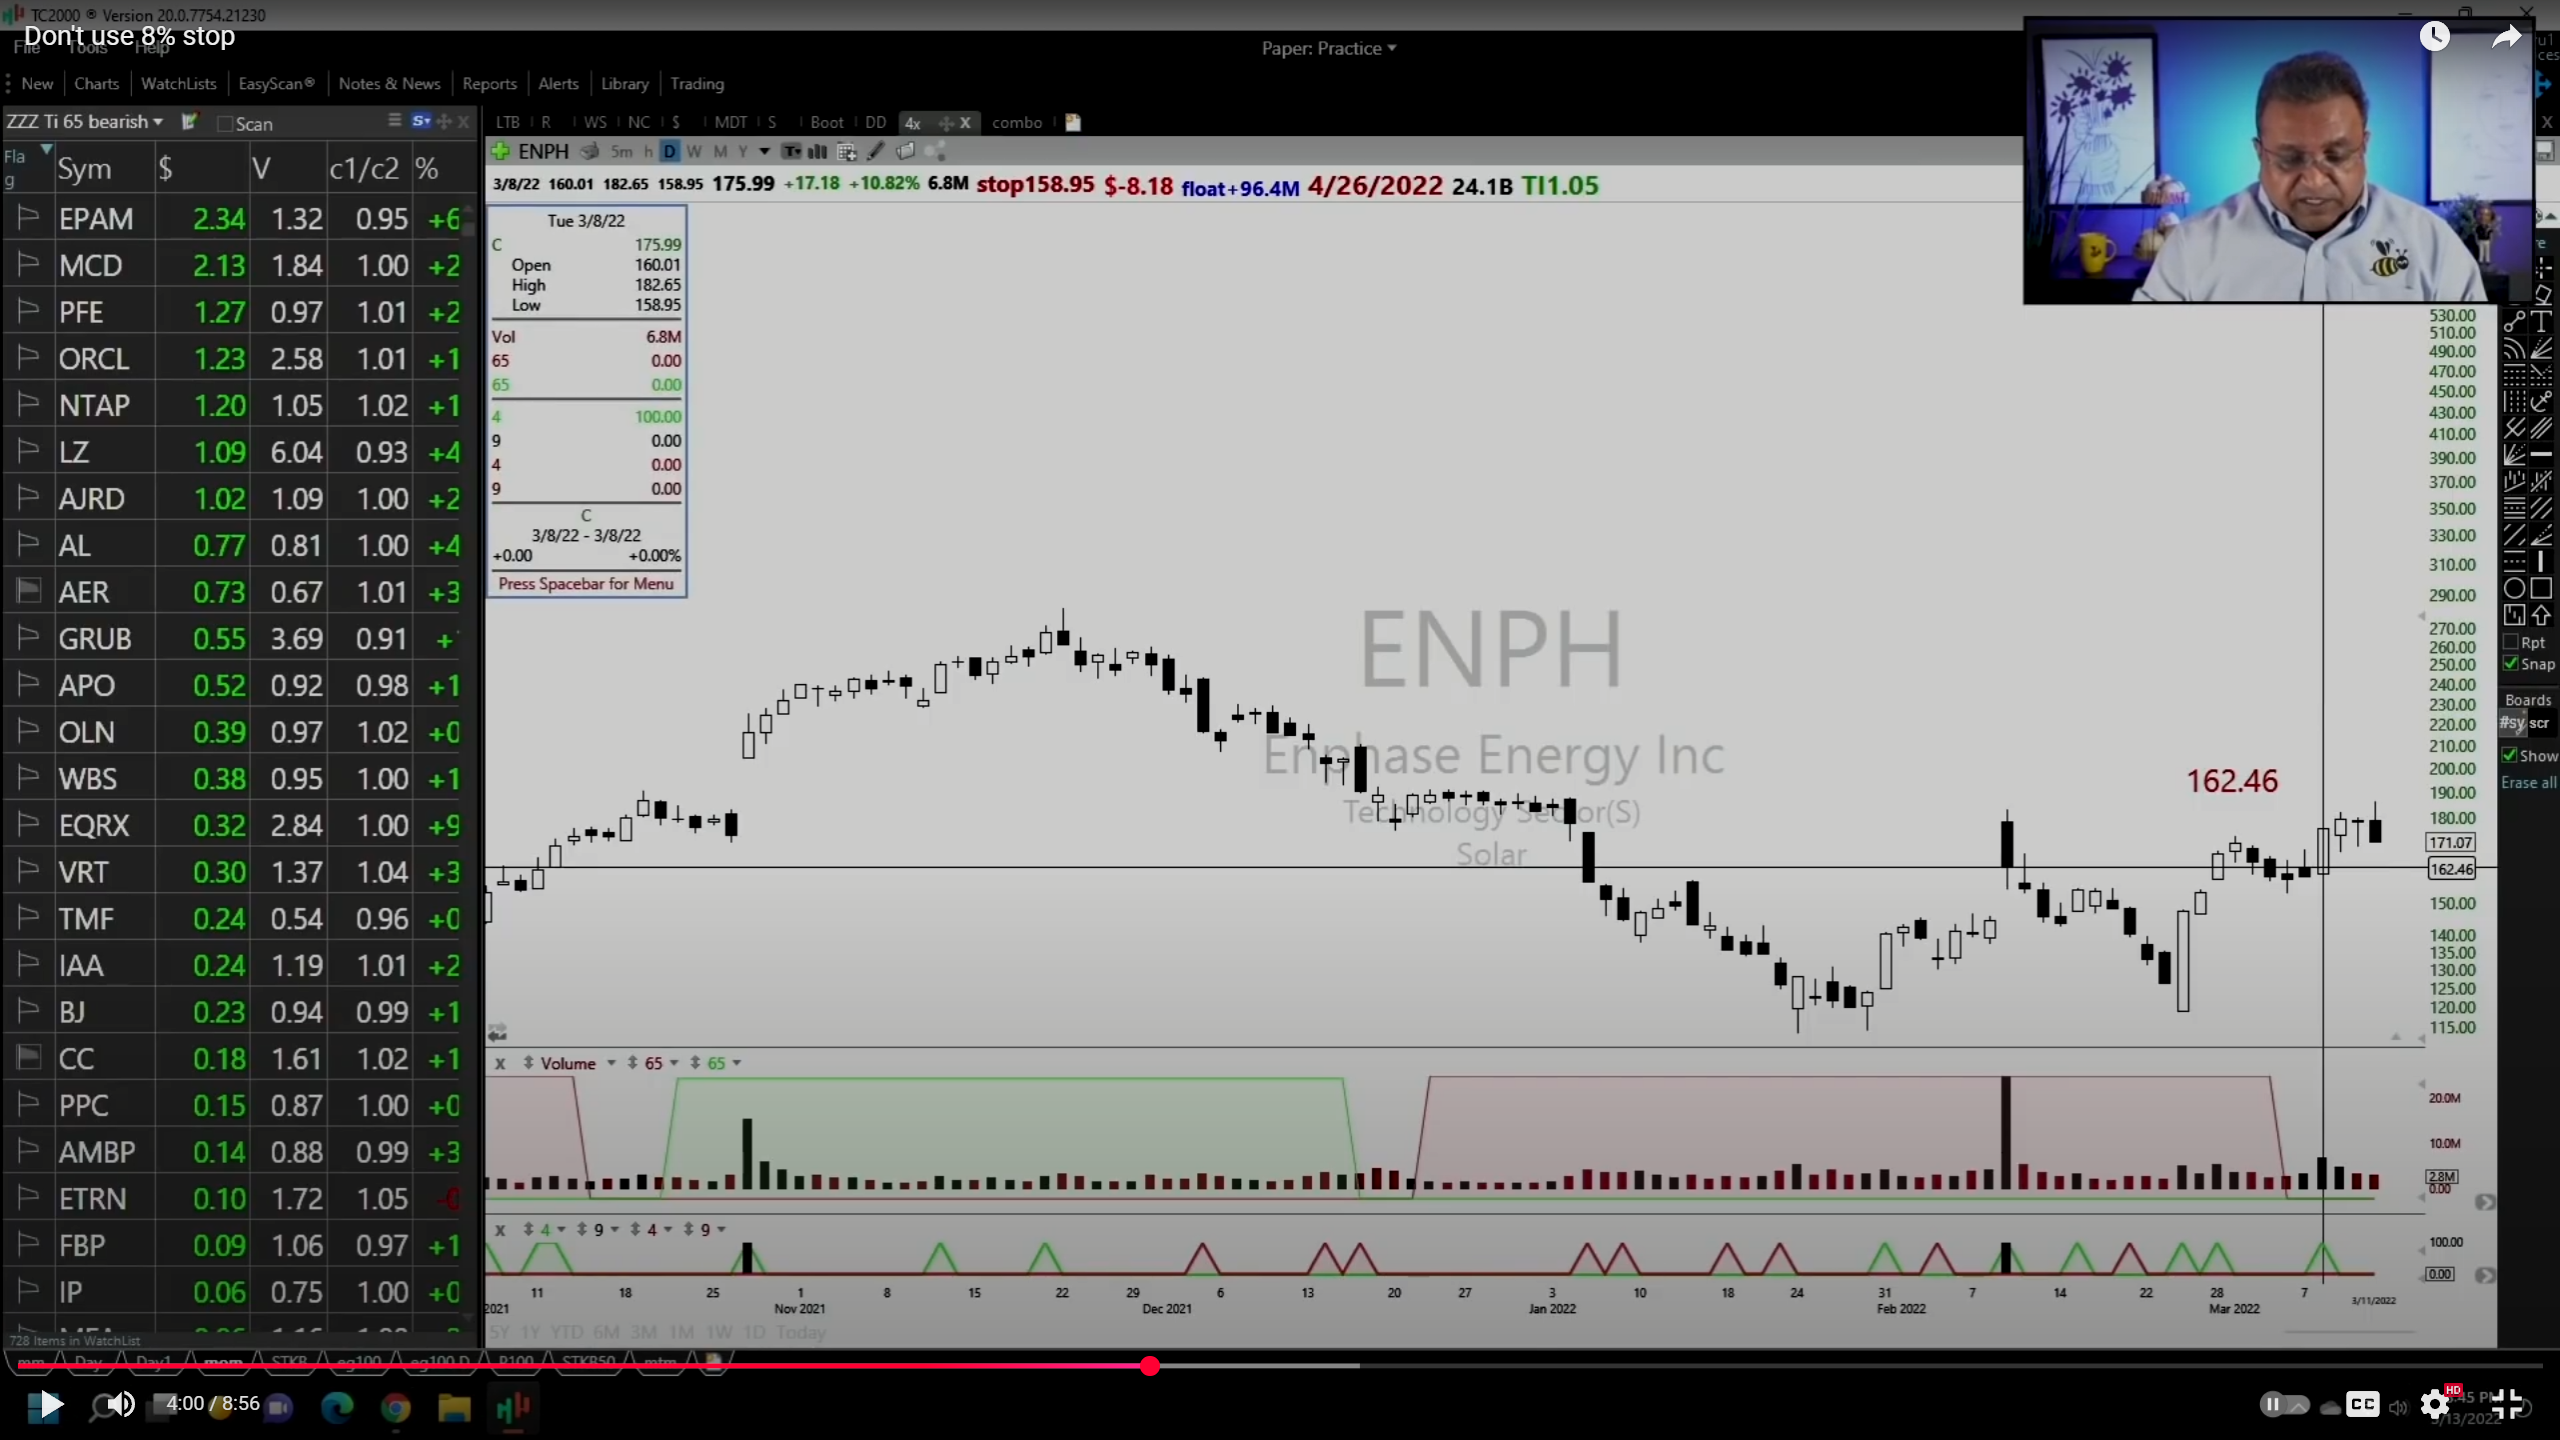 TC2000 ® Version 20.0.7754.21230
Don't use 8% stop
File Tools Help
Paper: Practice
New Charts WatchLists EasyScan® Notes & News Reports Alerts Library Trading
ZZZ Ti 65 bearish Scan
LTB R WS NC $ MDT S Boot DD 4x X combo
Flag Sym $ V c1/c2 %
EPAM 2.34 1.32 0.95 +6
MCD 2.13 1.84 1.00 +2
PFE 1.27 0.97 1.01 +2
ORCL 1.23 2.58 1.01 +1
NTAP 1.20 1.05 1.02 +1
LZ 1.09 6.04 0.93 +4
AJRD 1.02 1.09 1.00 +2
AL 0.77 0.81 1.00 +4
AER 0.73 0.67 1.01 +3
GRUB 0.55 3.69 0.91 +
APO 0.52 0.92 0.98 +1
OLN 0.39 0.97 1.02 +0
WBS 0.38 0.95 1.00 +1
EQRX 0.32 2.84 1.00 +9
VRT 0.30 1.37 1.04 +3
TMF 0.24 0.54 0.96 +0
IAA 0.24 1.19 1.01 +2
BJ 0.23 0.94 0.99 +1
CC 0.18 1.61 1.02 +1
PPC 0.15 0.87 1.00 +0
AMBP 0.14 0.88 0.99 +3
ETRN 0.10 1.72 1.05 -0
FBP 0.09 1.06 0.97 +1
IP 0.06 0.75 1.00 +0
728 Items in WatchList
ENPH 5m h D W M Y
3/8/22 160.01 182.65 158.95 175.99 +17.18 +10.82% 6.8M stop158.95 $-8.18 float+96.4M 4/26/2022 24.1B TI1.05
Tue 3/8/22
C 175.99
Open 160.01
High 182.65
Low 158.95
Vol 6.8M
65 0.00
65 0.00
4 100.00
9 0.00
4 0.00
9 0.00
C
3/8/22 - 3/8/22
+0.00 +0.00%
Press Spacebar for Menu
ENPH
Enphase Energy Inc
Technology Sector(S)
Solar
162.46
530.00
510.00
490.00
470.00
450.00
430.00
410.00
390.00
370.00
350.00
330.00
310.00
290.00
270.00
260.00
250.00
240.00
230.00
220.00
210.00
200.00
190.00
180.00
171.07
162.46
150.00
140.00
135.00
130.00
125.00
120.00
115.00
Rpt
Snap
Boards
#sy scr
Show
Erase all
X Volume 65 65
20.0M
10.0M
2.8M
0.00
X 4 9 4 9
100.00
0.00
11 18 25 1 8 15 22 29 6 13 20 27 3 10 18 24 31 7 14 22 28 7
2021 Nov 2021 Dec 2021 Jan 2022 Feb 2022 Mar 2022 3/11/2022
5Y 1Y YTD 6M 3M 1M 1W 1D Today
mm Day Day1 mom STKB eg100 eg100 D P100 STKB50 mtm
4:00 / 8:56
CC HD